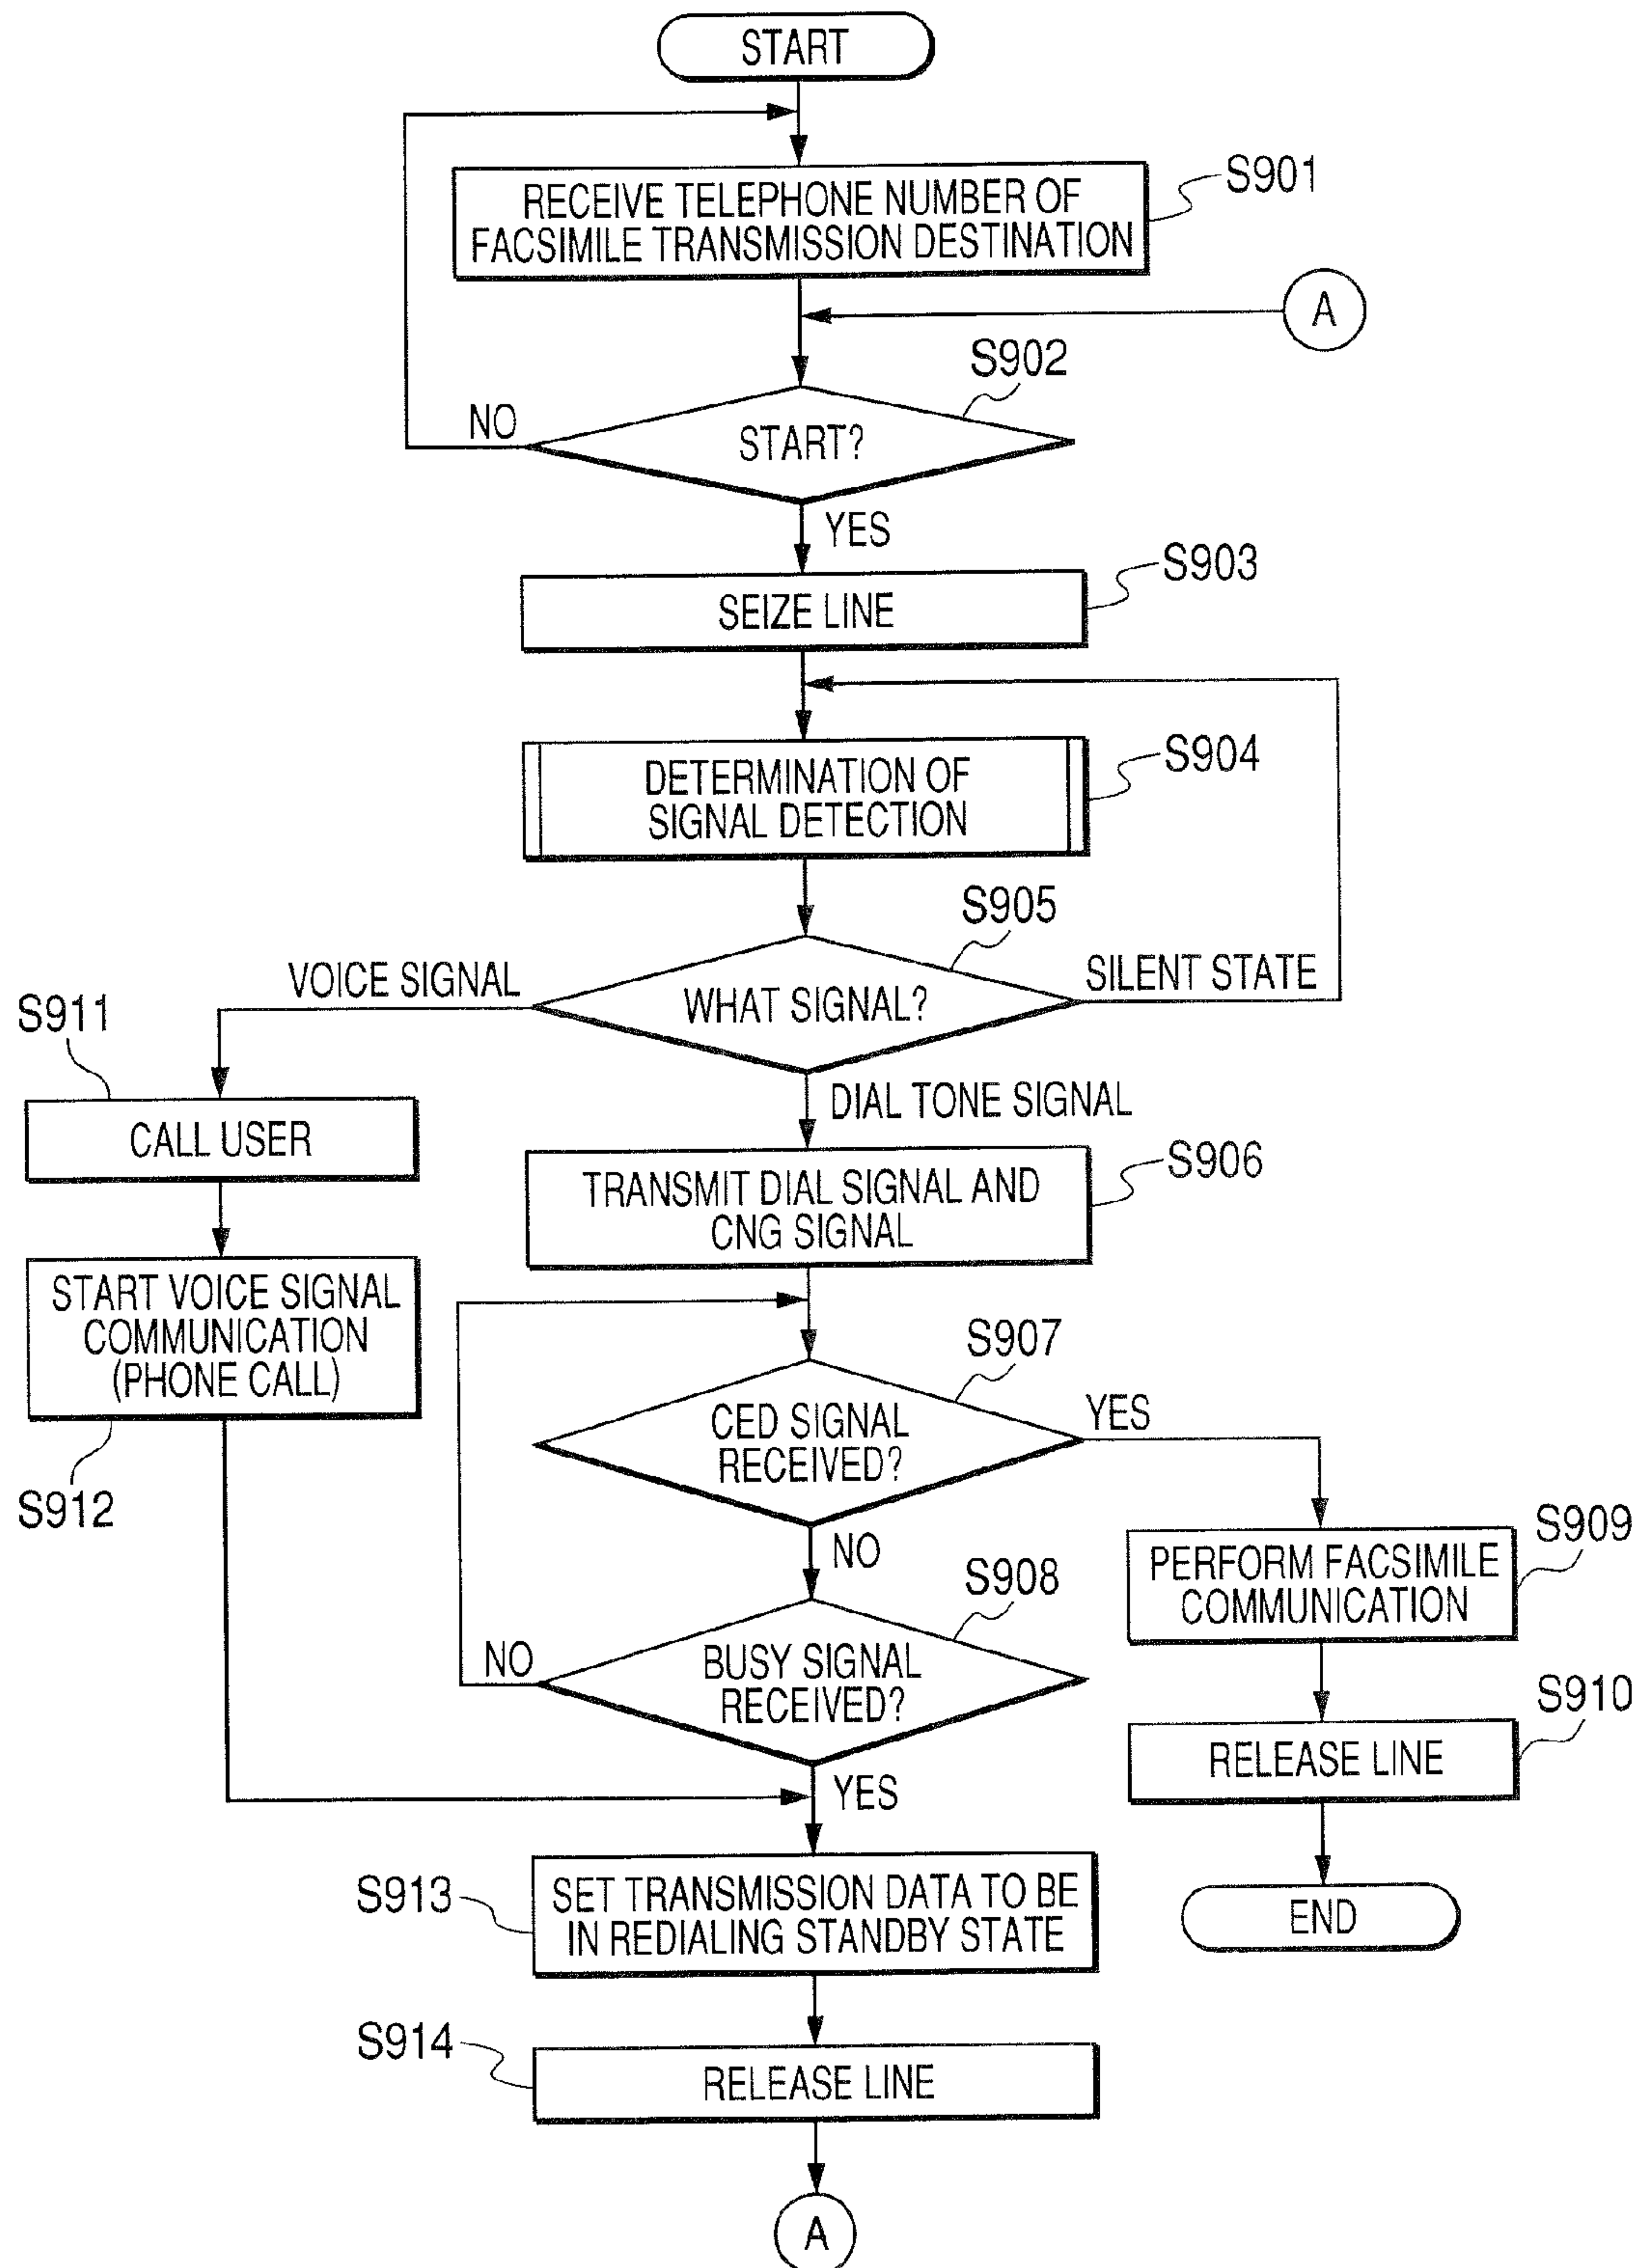 START
RECEIVE TELEPHONE NUMBER OF
FACSIMILE TRANSMISSION DESTINATION
S901
A
S902
START?
NO
YES
SEIZE LINE
S903
DETERMINATION OF
SIGNAL DETECTION
S904
S905
WHAT SIGNAL?
VOICE SIGNAL
SILENT STATE
DIAL TONE SIGNAL
S911
CALL USER
TRANSMIT DIAL SIGNAL AND
CNG SIGNAL
S906
START VOICE SIGNAL
COMMUNICATION
(PHONE CALL)
S912
S907
CED SIGNAL
RECEIVED?
YES
NO
S909
PERFORM FACSIMILE
COMMUNICATION
S908
BUSY SIGNAL
RECEIVED?
NO
YES
S910
RELEASE LINE
END
S913
SET TRANSMISSION DATA TO BE
IN REDIALING STANDBY STATE
S914
RELEASE LINE
A